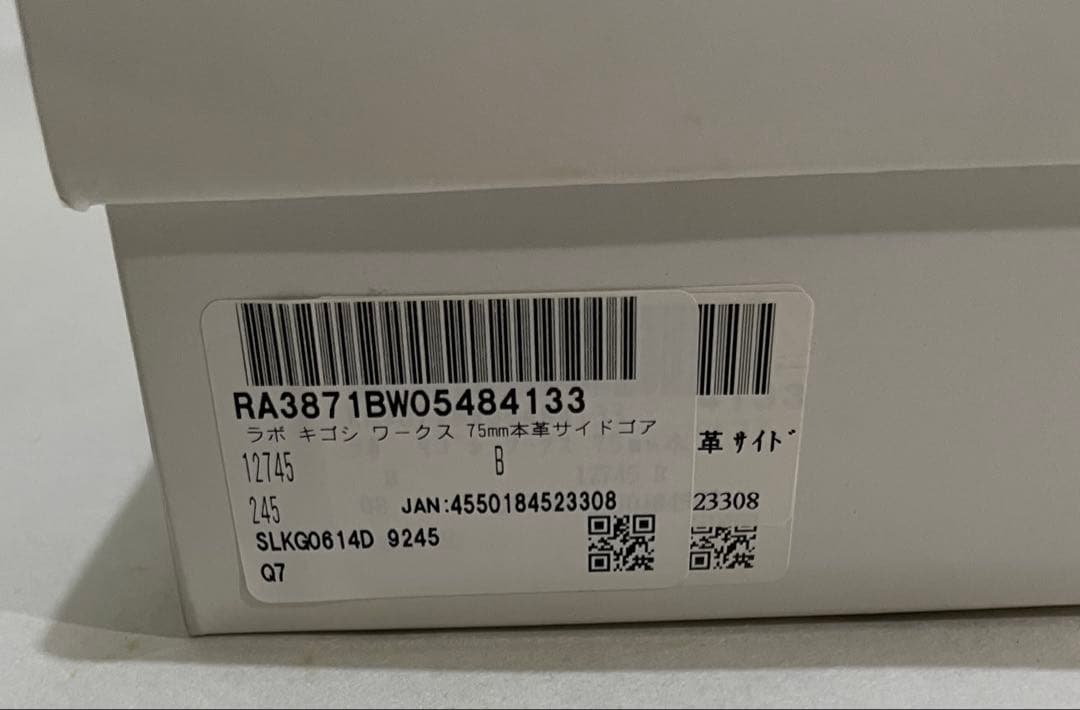 RA3871BW05484133
ラボ キゴシ ワークス 75mm本革サイドゴア
12745 B
245 JAN:4550184523308
SLKG0614D 9245
Q7
革サイド
23308